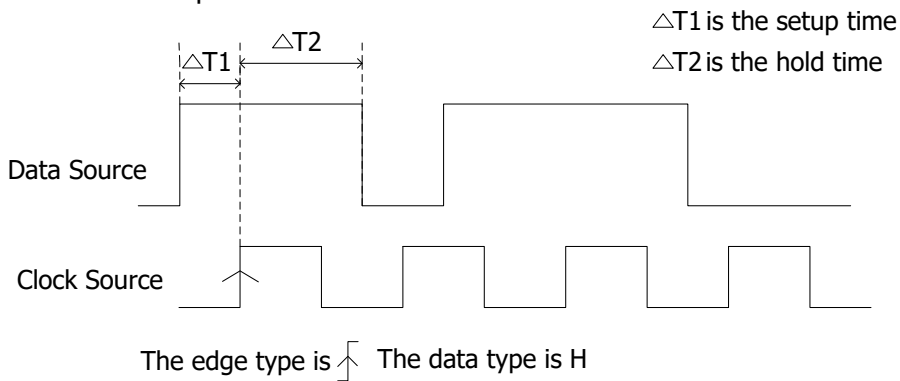 △T1 is the setup time
△T2 is the hold time
△T1
△T2
Data Source
Clock Source
The edge type is The data type is H